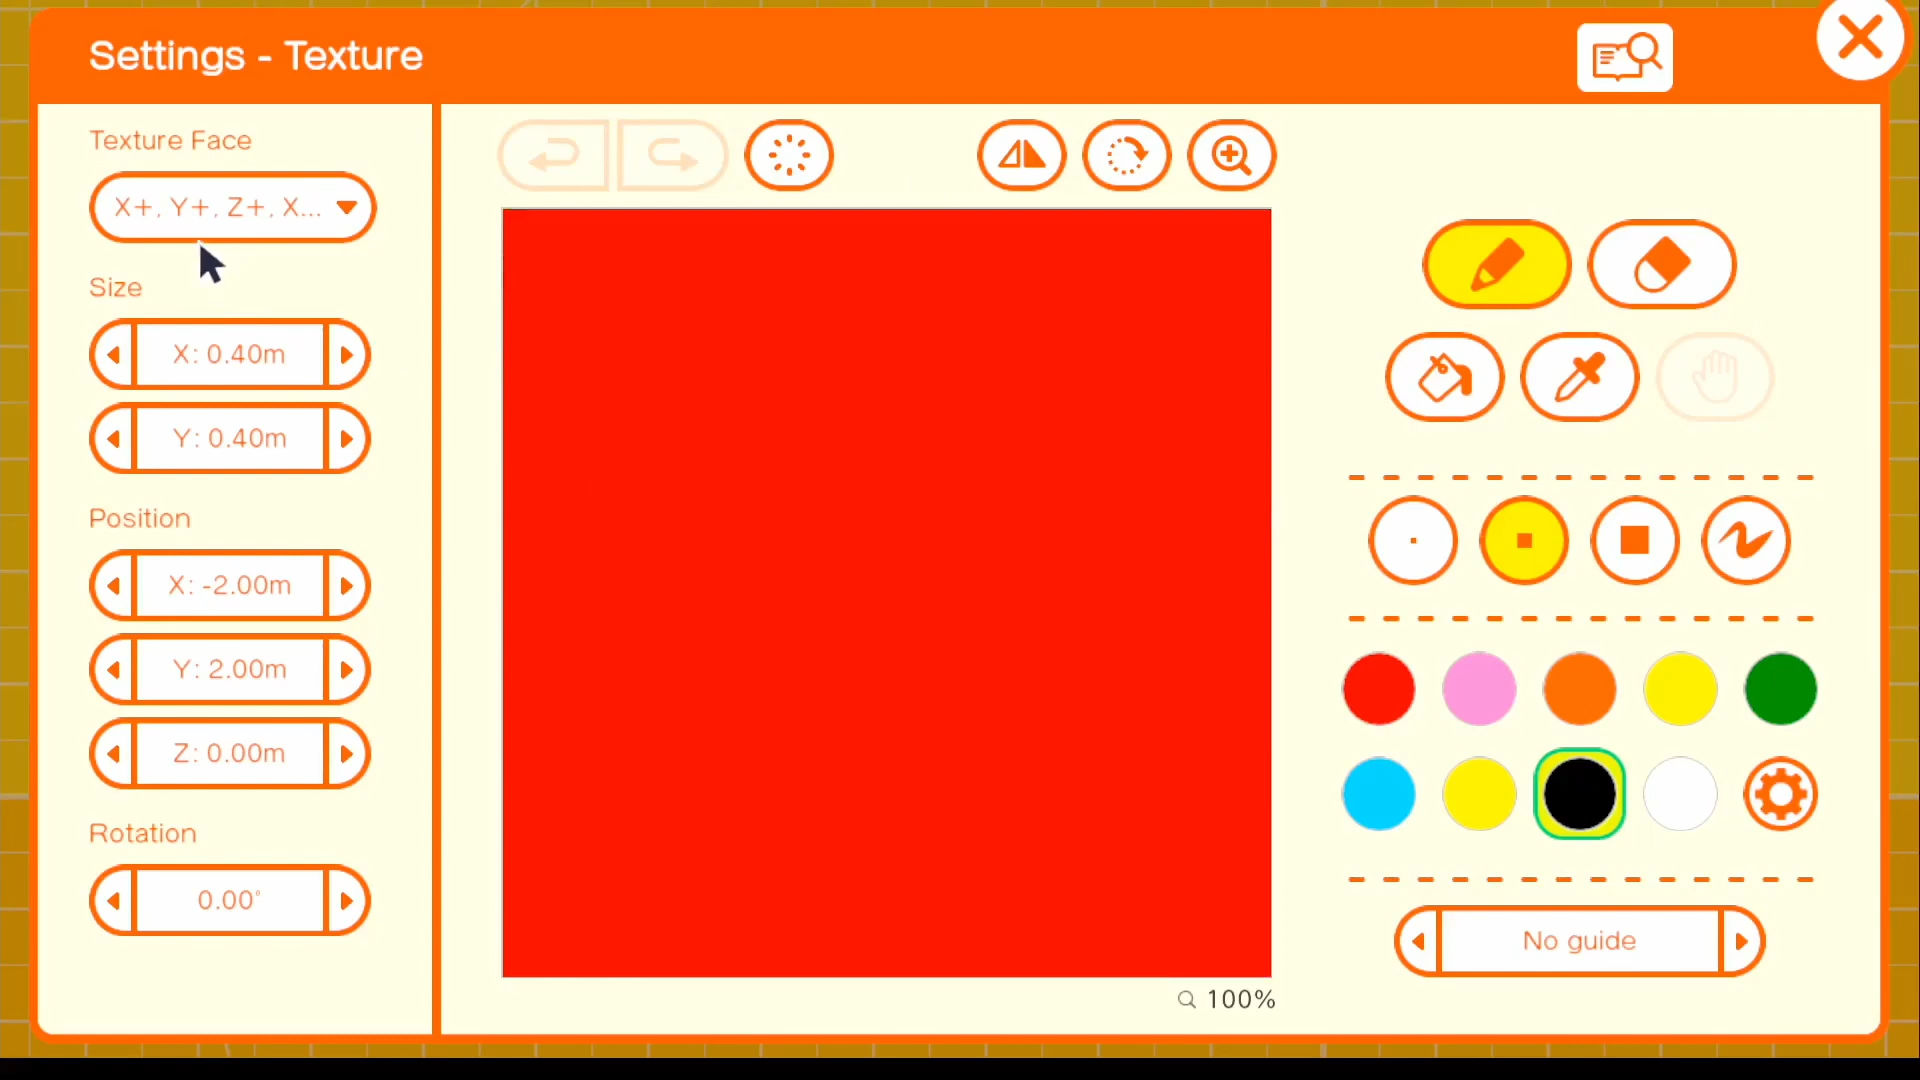 Settings - Texture
Texture Face
X+, Y+, Z+, X...
Size
X: 0.40m
Y: 0.40m
Position
X: -2.00m
Y: 2.00m
Z: 0.00m
Rotation
0.00°
100%
No guide